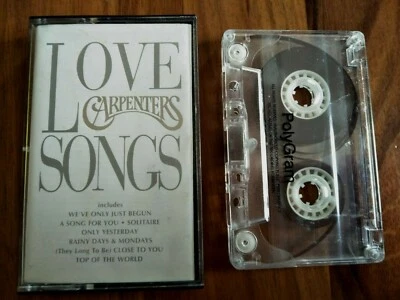 LOVE
CARPENTERS
SONGS
includes
WE'VE ONLY JUST BEGUN
A SONG FOR YOU • SOLITAIRE
ONLY YESTERDAY
RAINY DAYS & MONDAYS
(They Long To Be) CLOSE TO YOU
TOP OF THE WORLD
PolyGram